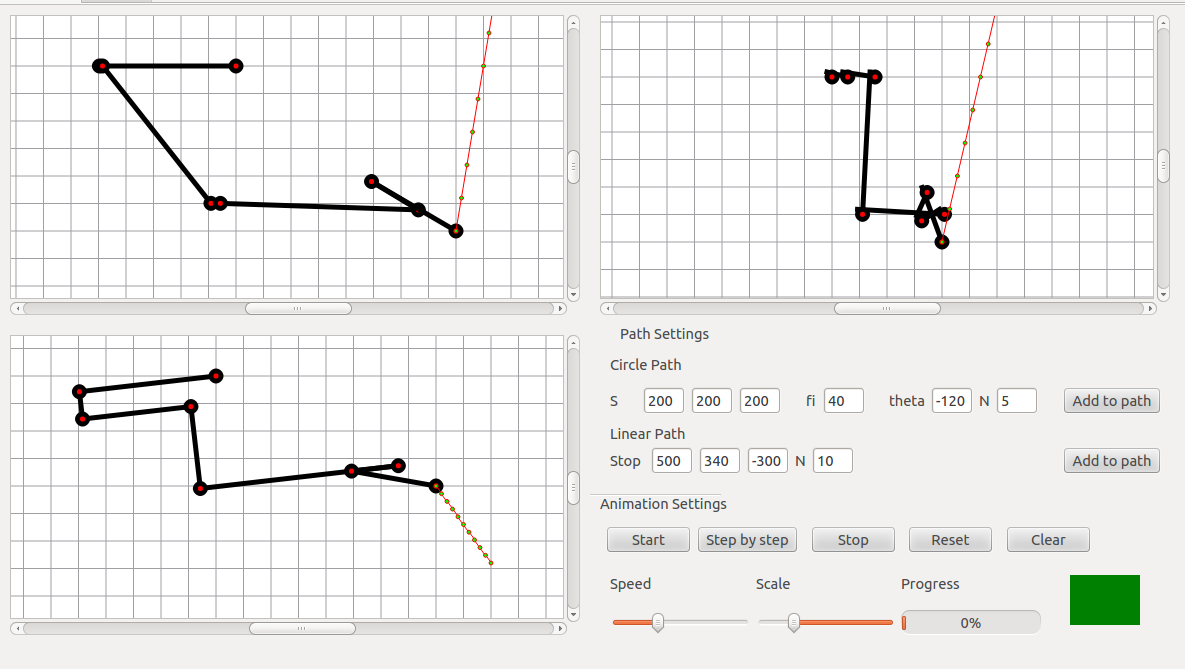 Path Settings
Circle Path
S 200 200 200 fi 40 theta -120 N 5 Add to path
Linear Path
Stop 500 340 -300 N 10 Add to path
Animation Settings
Start Step by step Stop Reset Clear
Speed Scale Progress
0%